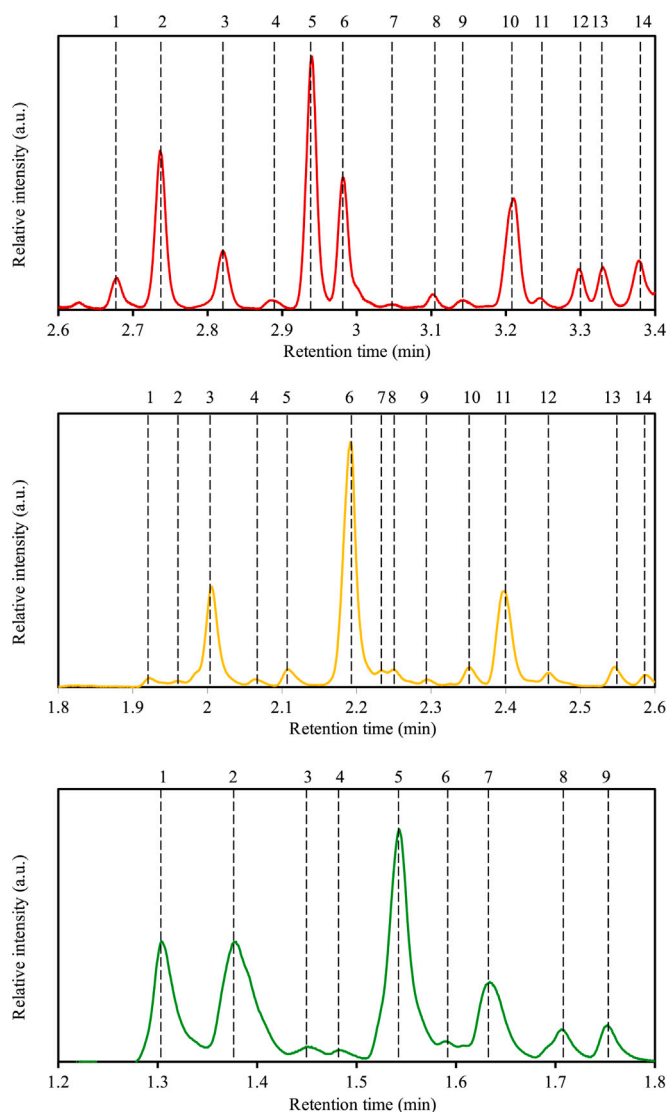 1 2 3 4 5 6 7 8 9 10 11 12 13 14
Relative intensity (a.u.)
2.6 2.7 2.8 2.9 3 3.1 3.2 3.3 3.4
Retention time (min)
1 2 3 4 5 6 7 8 9 10 11 12 13 14
Relative intensity (a.u.)
1.8 1.9 2 2.1 2.2 2.3 2.4 2.5 2.6
Retention time (min)
1 2 3 4 5 6 7 8 9
Relative intensity (a.u.)
1.2 1.3 1.4 1.5 1.6 1.7 1.8
Retention time (min)